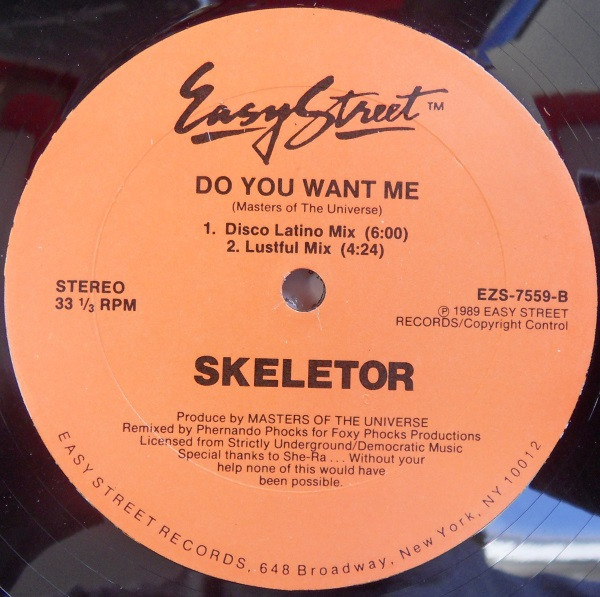 Easy Street™
DO YOU WANT ME
(Masters of The Universe)
1. Disco Latino Mix (6:00)
2. Lustful Mix (4:24)
STEREO
33 1/3 RPM
EZS-7559-B
℗ 1989 EASY STREET
RECORDS/Copyright Control
SKELETOR
Produce by MASTERS OF THE UNIVERSE
Remixed by Phernando Phocks for Foxy Phocks Productions
Licensed from Strictly Underground/Democratic Music
Special thanks to She-Ra . . . Without your
help none of this would have
been possible.
EASY STREET RECORDS, 648 Broadway, New York, NY 10012